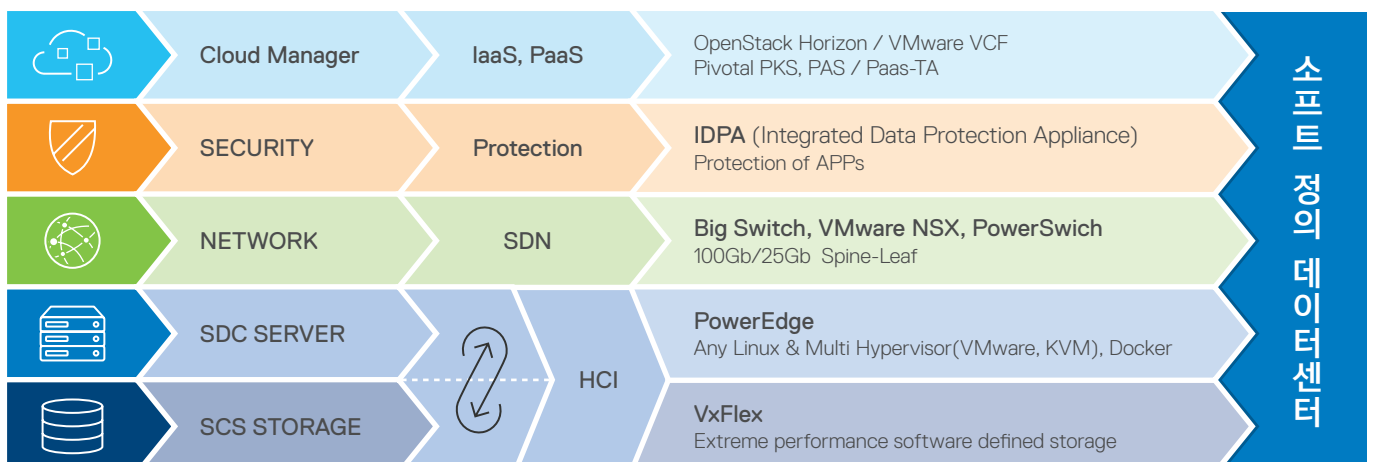 Cloud Manager
IaaS, PaaS
OpenStack Horizon / VMware VCF
Pivotal PKS, PAS / Paas-TA
SECURITY
Protection
IDPA (Integrated Data Protection Appliance)
Protection of APPs
NETWORK
SDN
Big Switch, VMware NSX, PowerSwich
100Gb/25Gb Spine-Leaf
SDC SERVER
HCI
PowerEdge
Any Linux & Multi Hypervisor(VMware, KVM), Docker
SCS STORAGE
VxFlex
Extreme performance software defined storage
소프트 정의 데이터센터